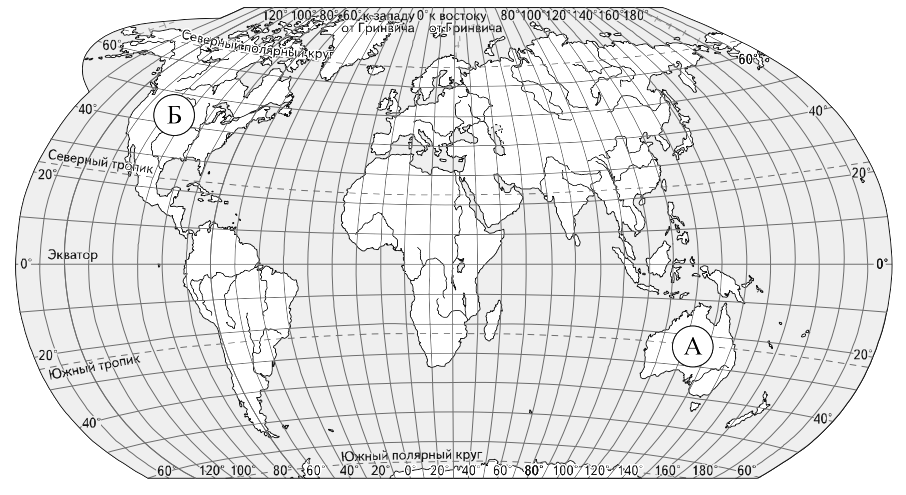 120° 100° 80° 60° к западу 0° к востоку 80° 100° 120° 140° 160° 180°
от Гринвича от Гринвича
Северный полярный круг
60° 60°
Б
40° 40°
Северный тропик
20° 20°
Экватор
0° 0°
А
20° 20°
Южный тропик
40° 40°
Южный полярный круг
60° 120° 100° 80° 60° 40° 20° 0 20° 40° 60° 80° 100° 120° 140° 160° 180° 60°